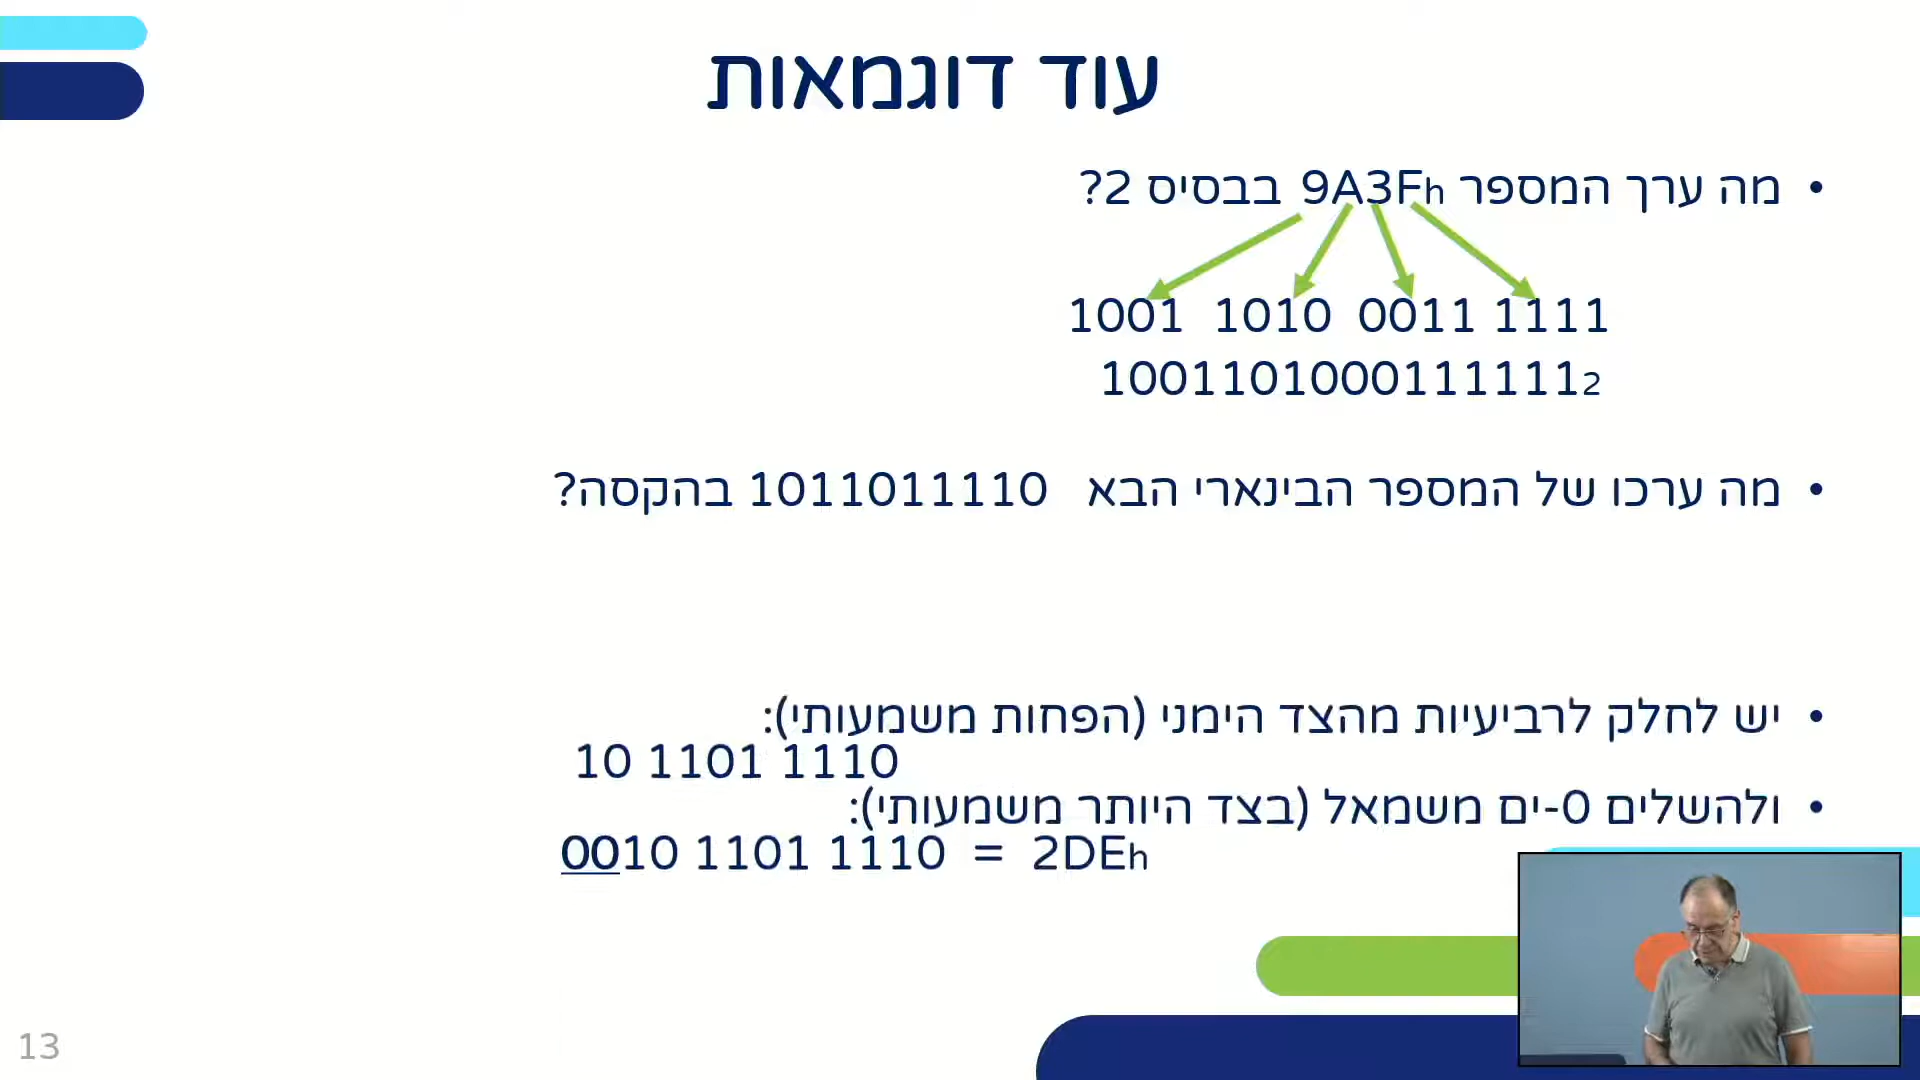 עוד דוגמאות
• מה ערך המספר 9A3Fh בבסיס 2?
1001 1010 0011 1111
10011010001111112
• מה ערכו של המספר הבינארי הבא 1011011110 בהקסה?
• יש לחלק לרביעיות מהצד הימני (הפחות משמעותי):
10 1101 1110
• ולהשלים 0-ים משמאל (בצד היותר משמעותי):
0010 1101 1110 = 2DEh
13